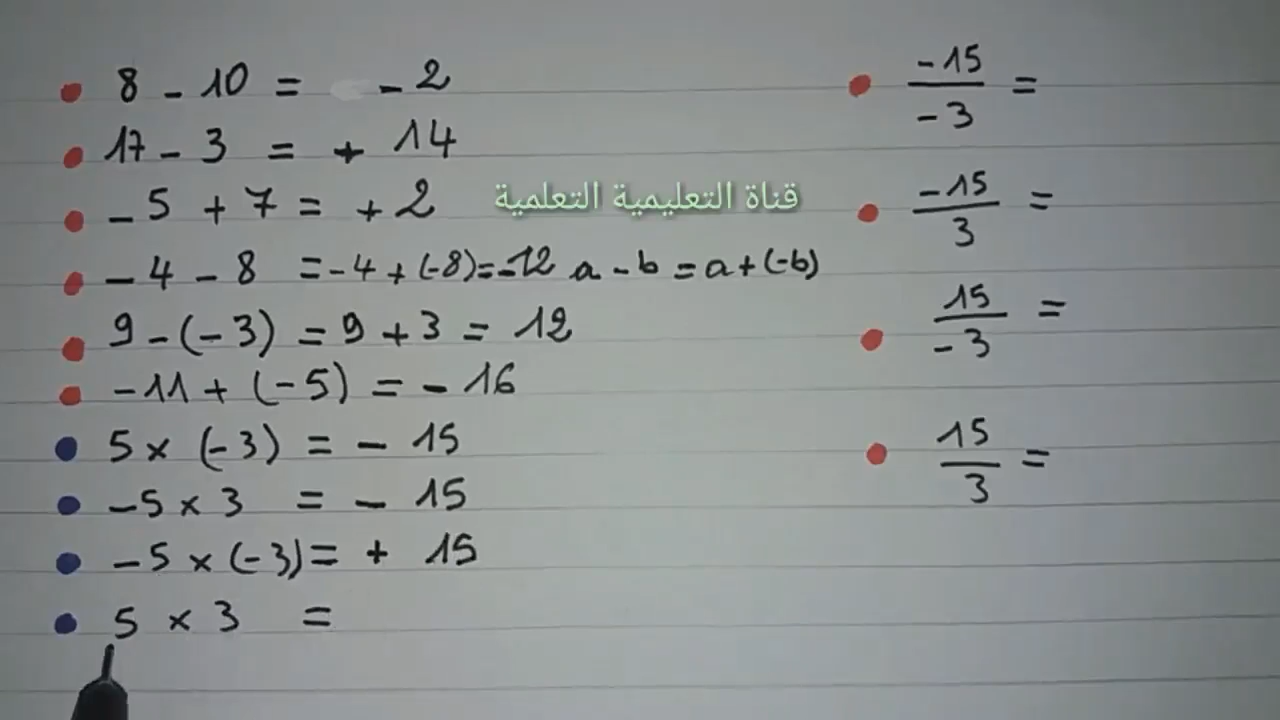 8 - 10 = - 2
17 - 3 = + 14
- 5 + 7 = + 2
قناة التعليمية التعلمية
- 4 - 8 = - 4 + (-8) = -12 a - b = a + (-b)
9 - (- 3) = 9 + 3 = 12
- 11 + (- 5) = - 16
5 × (- 3) = - 15
- 5 × 3 = - 15
- 5 × (- 3) = + 15
5 × 3 =
-15
- 3 =
-15
3 =
15
- 3 =
15
3 =